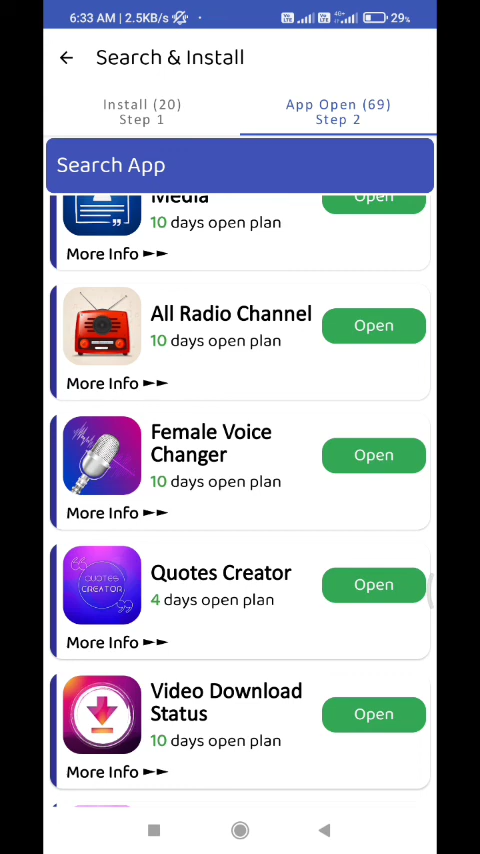 6:33 AM | 2.5KB/s
4G+
29%
Search & Install
Install (20)
Step 1
App Open (69)
Step 2
Search App
Media
Open
10 days open plan
More Info ►►
All Radio Channel
Open
10 days open plan
More Info ►►
Female Voice
Changer
Open
10 days open plan
More Info ►►
QUOTES
CREATOR
Quotes Creator
Open
4 days open plan
More Info ►►
Video Download
Status
Open
10 days open plan
More Info ►►